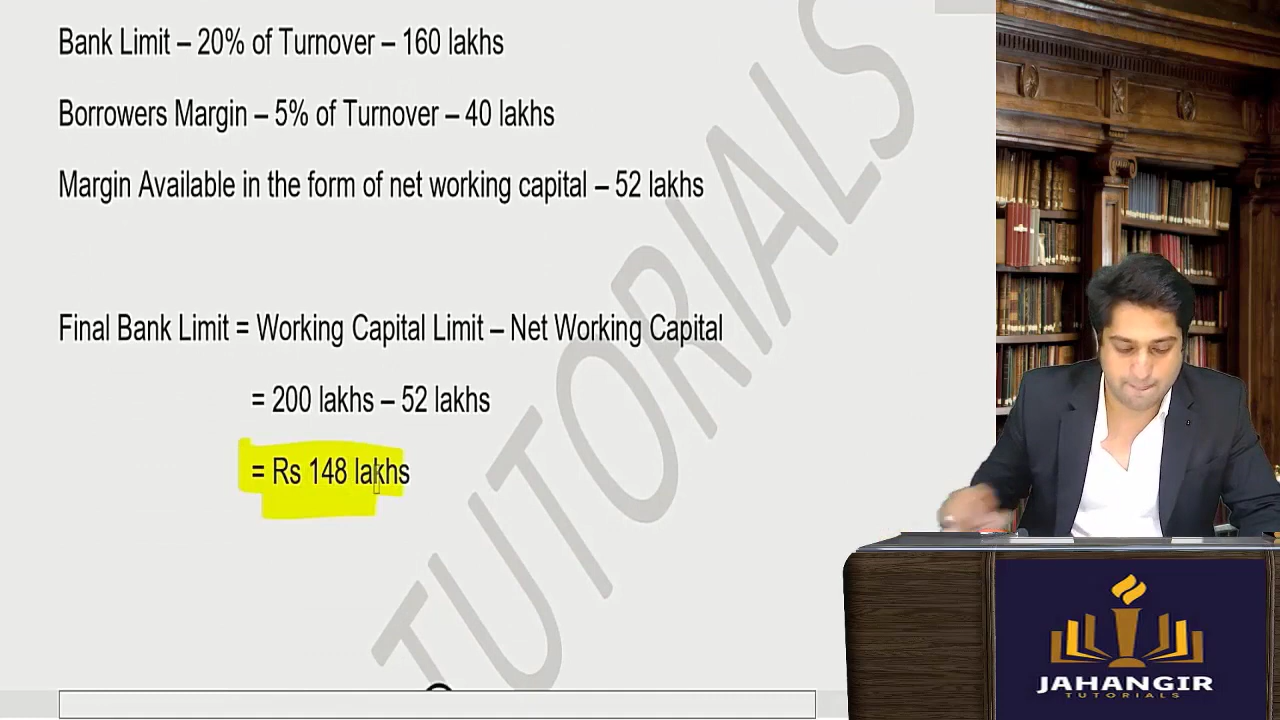 Bank Limit – 20% of Turnover – 160 lakhs
Borrowers Margin – 5% of Turnover – 40 lakhs
Margin Available in the form of net working capital – 52 lakhs
Final Bank Limit = Working Capital Limit – Net Working Capital
= 200 lakhs – 52 lakhs
= Rs 148 lakhs
TUTORIALS
JAHANGIR
TUTORIALS